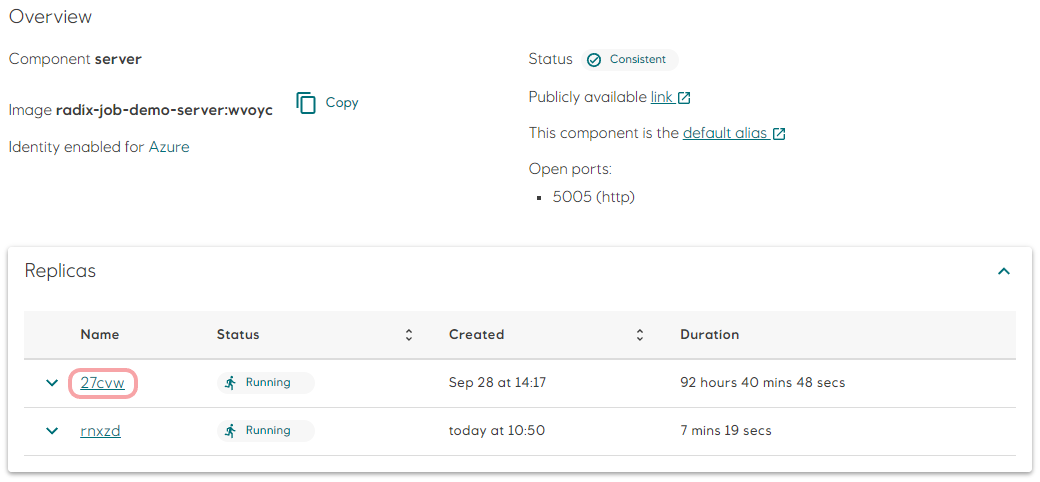 Overview
Component server
Image radix-job-demo-server:wvoyc
Copy
Identity enabled for Azure
Status Consistent
Publicly available link
This component is the default alias
Open ports:
▪ 5005 (http)
Replicas
Name Status Created Duration
27cvw Running Sep 28 at 14:17 92 hours 40 mins 48 secs
rnxzd Running today at 10:50 7 mins 19 secs